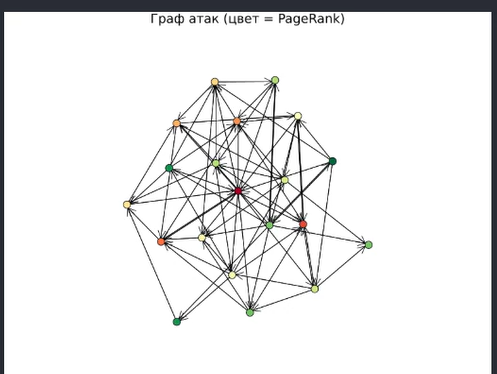 Граф атак (цвет = PageRank)